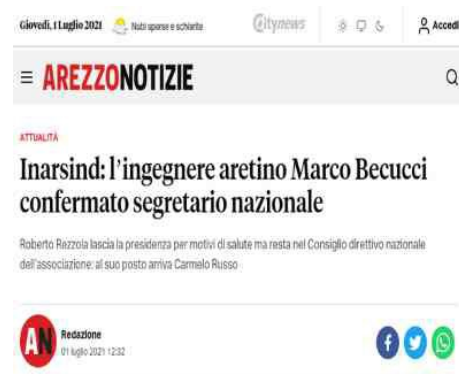 Giovedì, 1 Luglio 2021 Nubi sparse e schiarite Citynews Accedi
AREZZONOTIZIE
ATTUALITÀ
Inarsind: l'ingegnere aretino Marco Becucci
confermato segretario nazionale
Roberto Rezzola lascia la presidenza per motivi di salute ma resta nel Consiglio direttivo nazionale
dell'associazione: al suo posto arriva Carmelo Russo
AN Redazione
01 luglio 2021 12:32